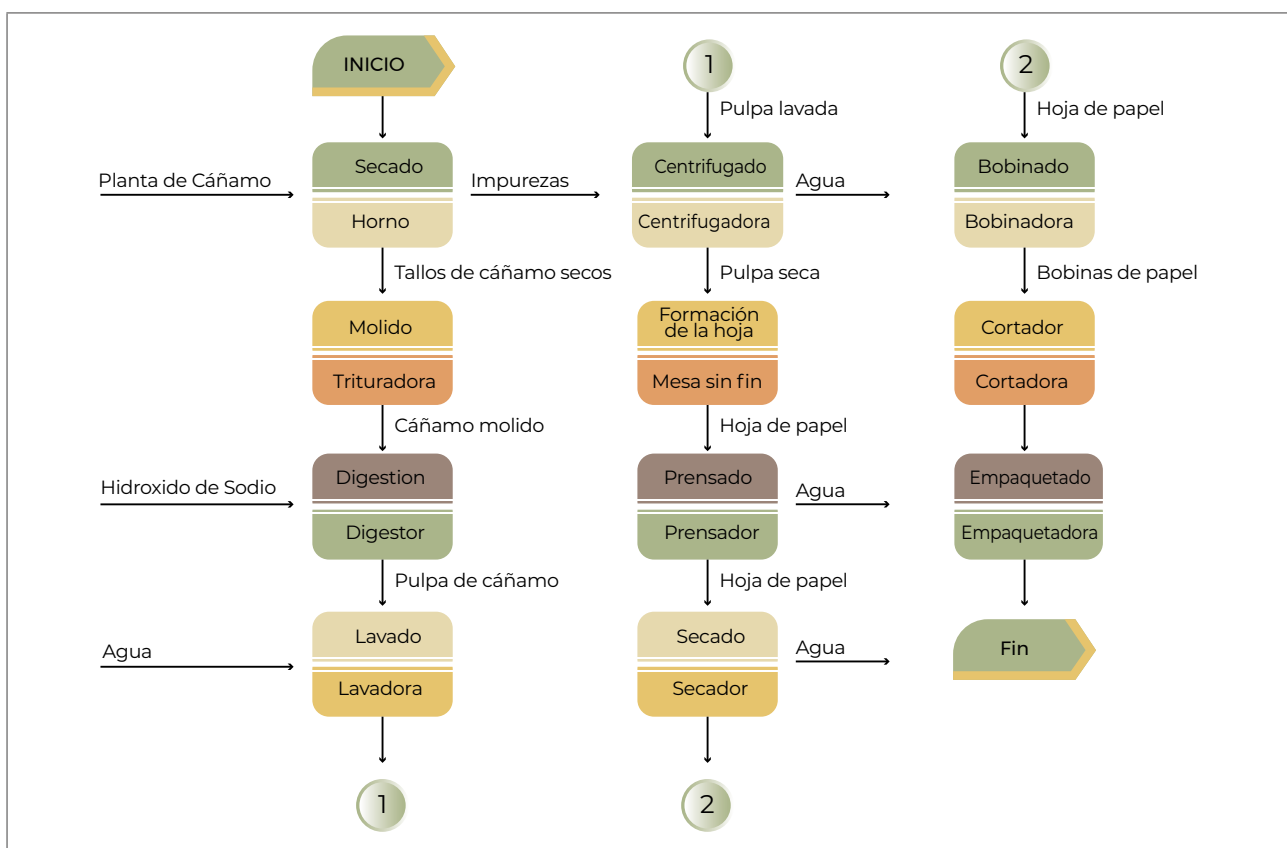 INICIO
Planta de Cáñamo
Secado
Horno
Impurezas
Tallos de cáñamo secos
Molido
Trituradora
Cáñamo molido
Hidroxido de Sodio
Digestion
Digestor
Pulpa de cáñamo
Agua
Lavado
Lavadora
1
1
Pulpa lavada
Centrifugado
Centrifugadora
Agua
Pulpa seca
Formación
de la hoja
Mesa sin fin
Hoja de papel
Prensado
Prensador
Agua
Hoja de papel
Secado
Secador
Agua
2
2
Hoja de papel
Bobinado
Bobinadora
Bobinas de papel
Cortador
Cortadora
Empaquetado
Empaquetadora
Fin